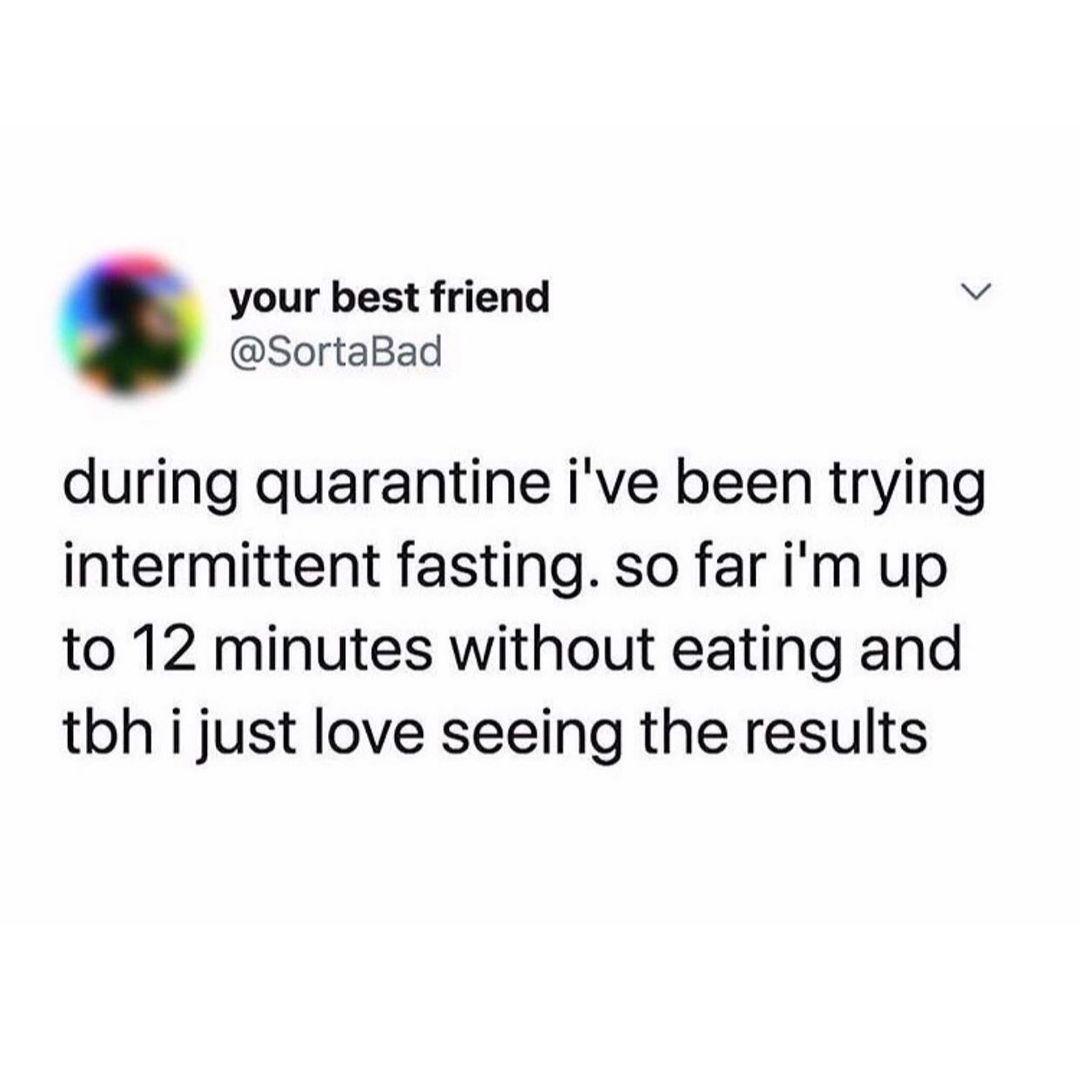 your best friend
@SortaBad
during quarantine i've been trying
intermittent fasting. so far i'm up
to 12 minutes without eating and
tbh i just love seeing the results